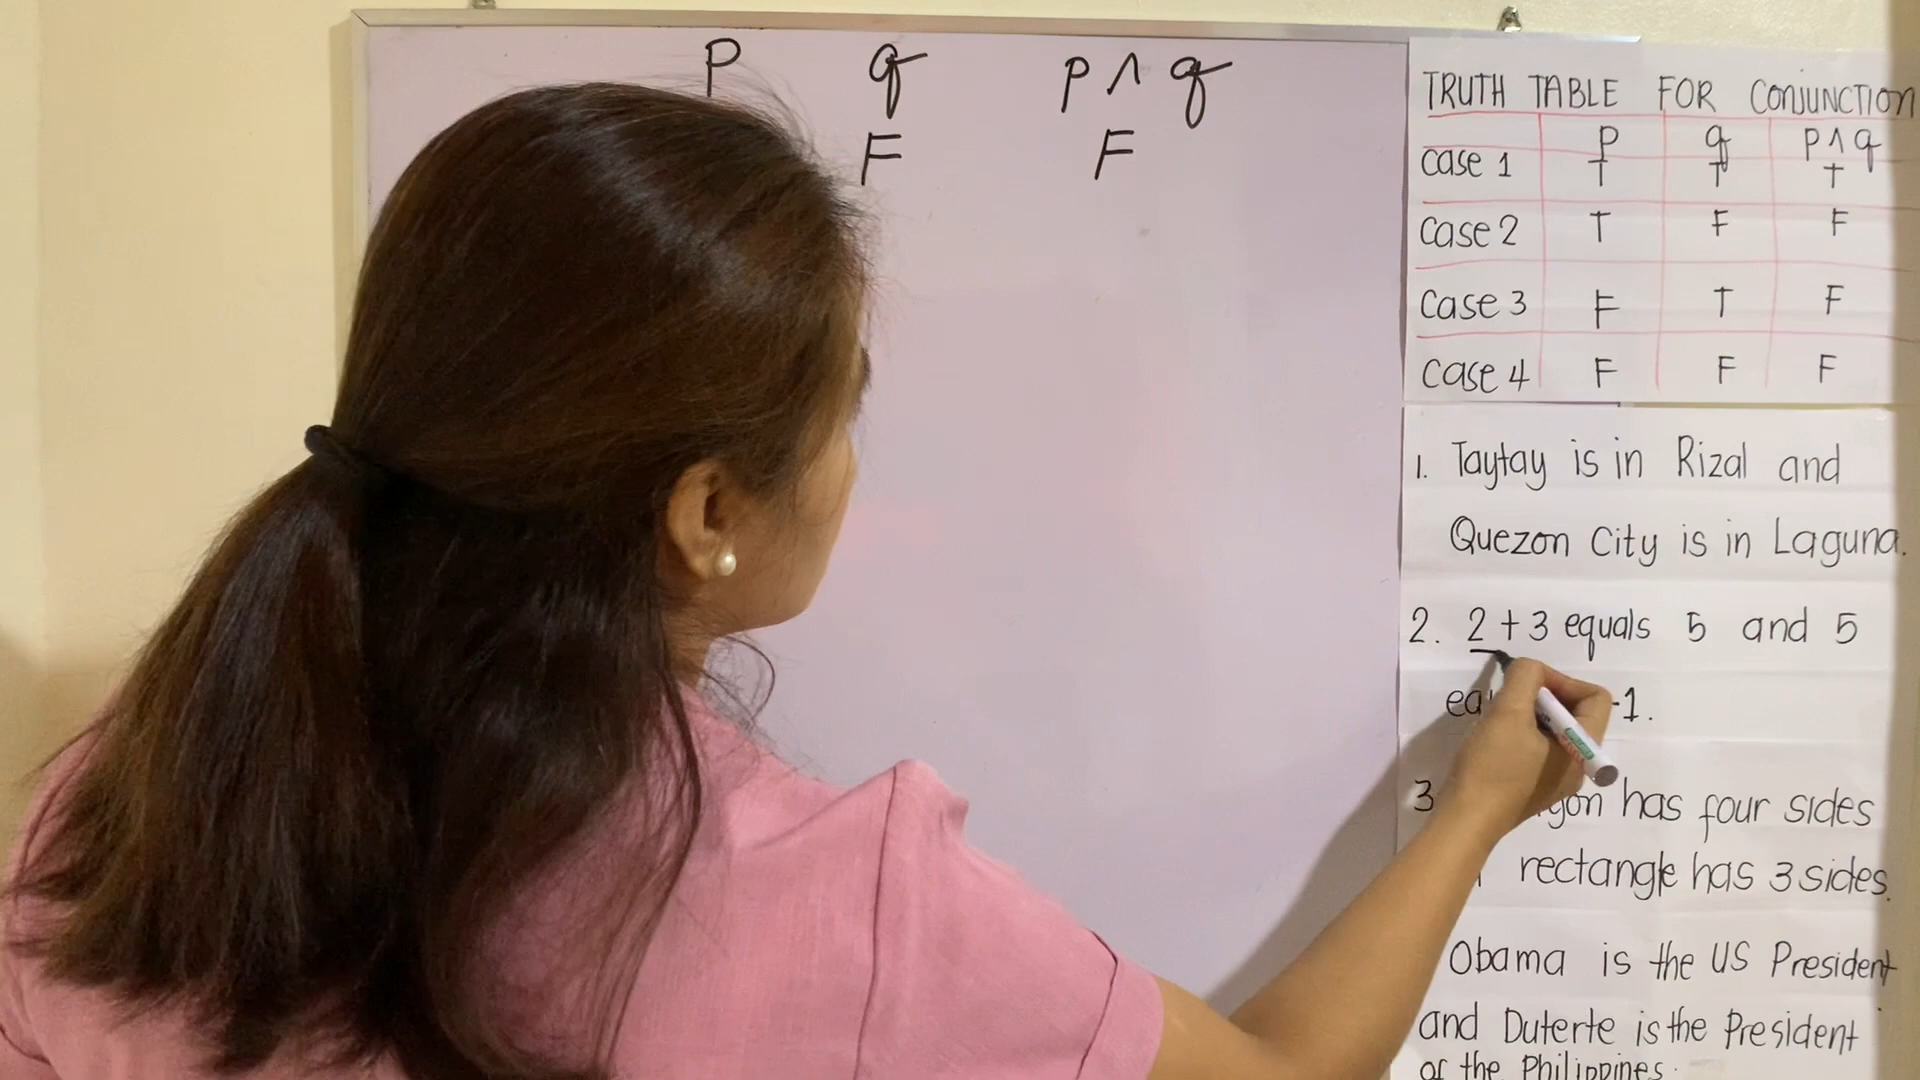 P q P ∧ q
F F
TRUTH TABLE FOR CONJUNCTION
P q P ∧ q
Case 1 T T T
Case 2 T F F
Case 3 F T F
Case 4 F F F
1. Taytay is in Rizal and
Quezon City is in Laguna.
2. 2 + 3 equals 5 and 5
1.
3 has four sides
rectangle has 3 sides.
Obama is the US President
and Duterte is the President
of the Philippines.